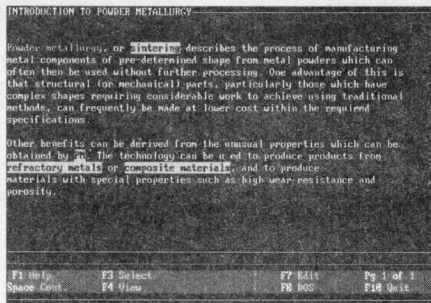 INTRODUCTION TO POWDER METALLURGY
Powder metallurgy, or sintering describes the process of manufacturing
metal components of pre-determined shape from metal powders which can
often then be used without further processing. One advantage of this is
that structural (or mechanical) parts, particularly those which have
complex shapes requiring considerable work to achieve using traditional
methods, can frequently be made at lower cost within the required
specifications.
Other benefits can be derived from the unusual properties which can be
obtained by PM. The technology can be used to produce products from
refractory metals or composite materials, and to produce
materials with special properties such as high wear resistance and
porosity.
F1 Help F3 Select F7 Edit Pg 1 of 1
Space Cont. F4 View F8 DOS F10 Quit